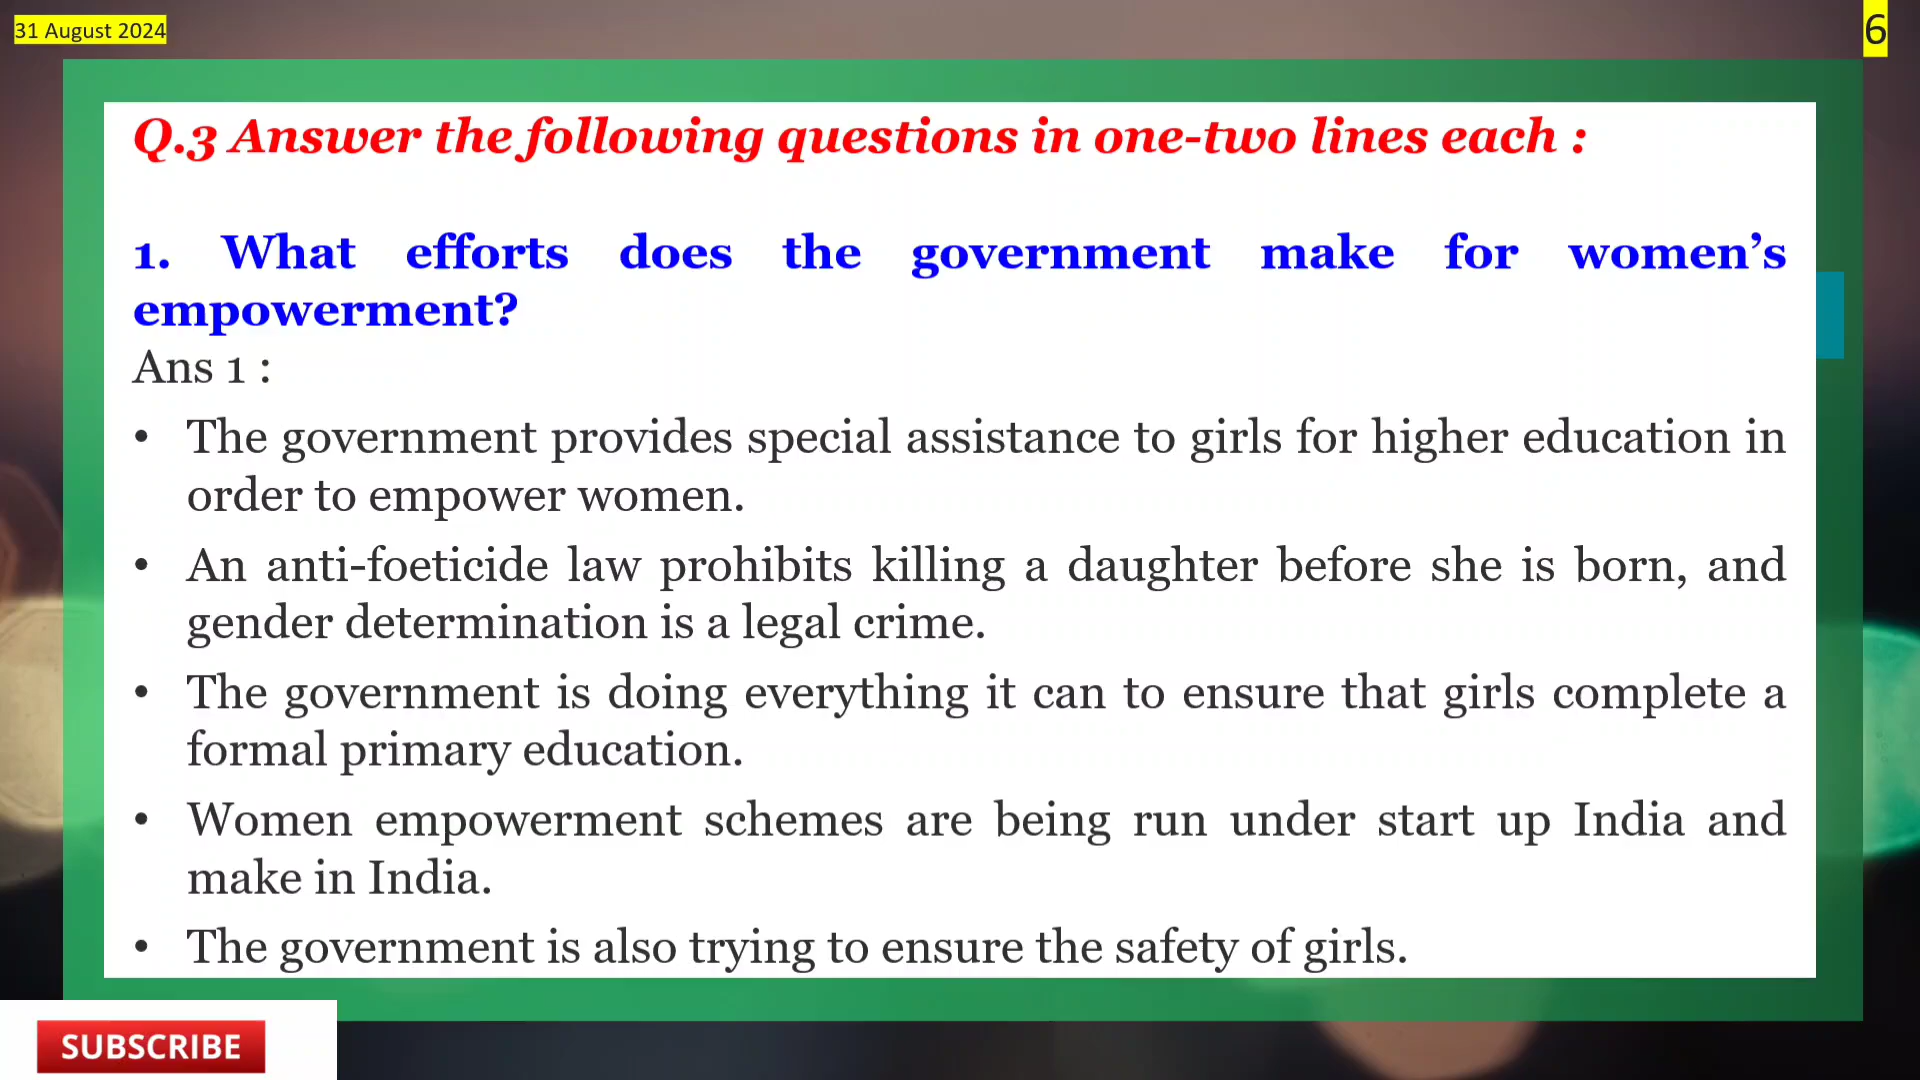 31 August 2024
6
Q.3 Answer the following questions in one-two lines each :
1. What efforts does the government make for women’s
empowerment?
Ans 1 :
• The government provides special assistance to girls for higher education in
order to empower women.
• An anti-foeticide law prohibits killing a daughter before she is born, and
gender determination is a legal crime.
• The government is doing everything it can to ensure that girls complete a
formal primary education.
• Women empowerment schemes are being run under start up India and
make in India.
• The government is also trying to ensure the safety of girls.
SUBSCRIBE